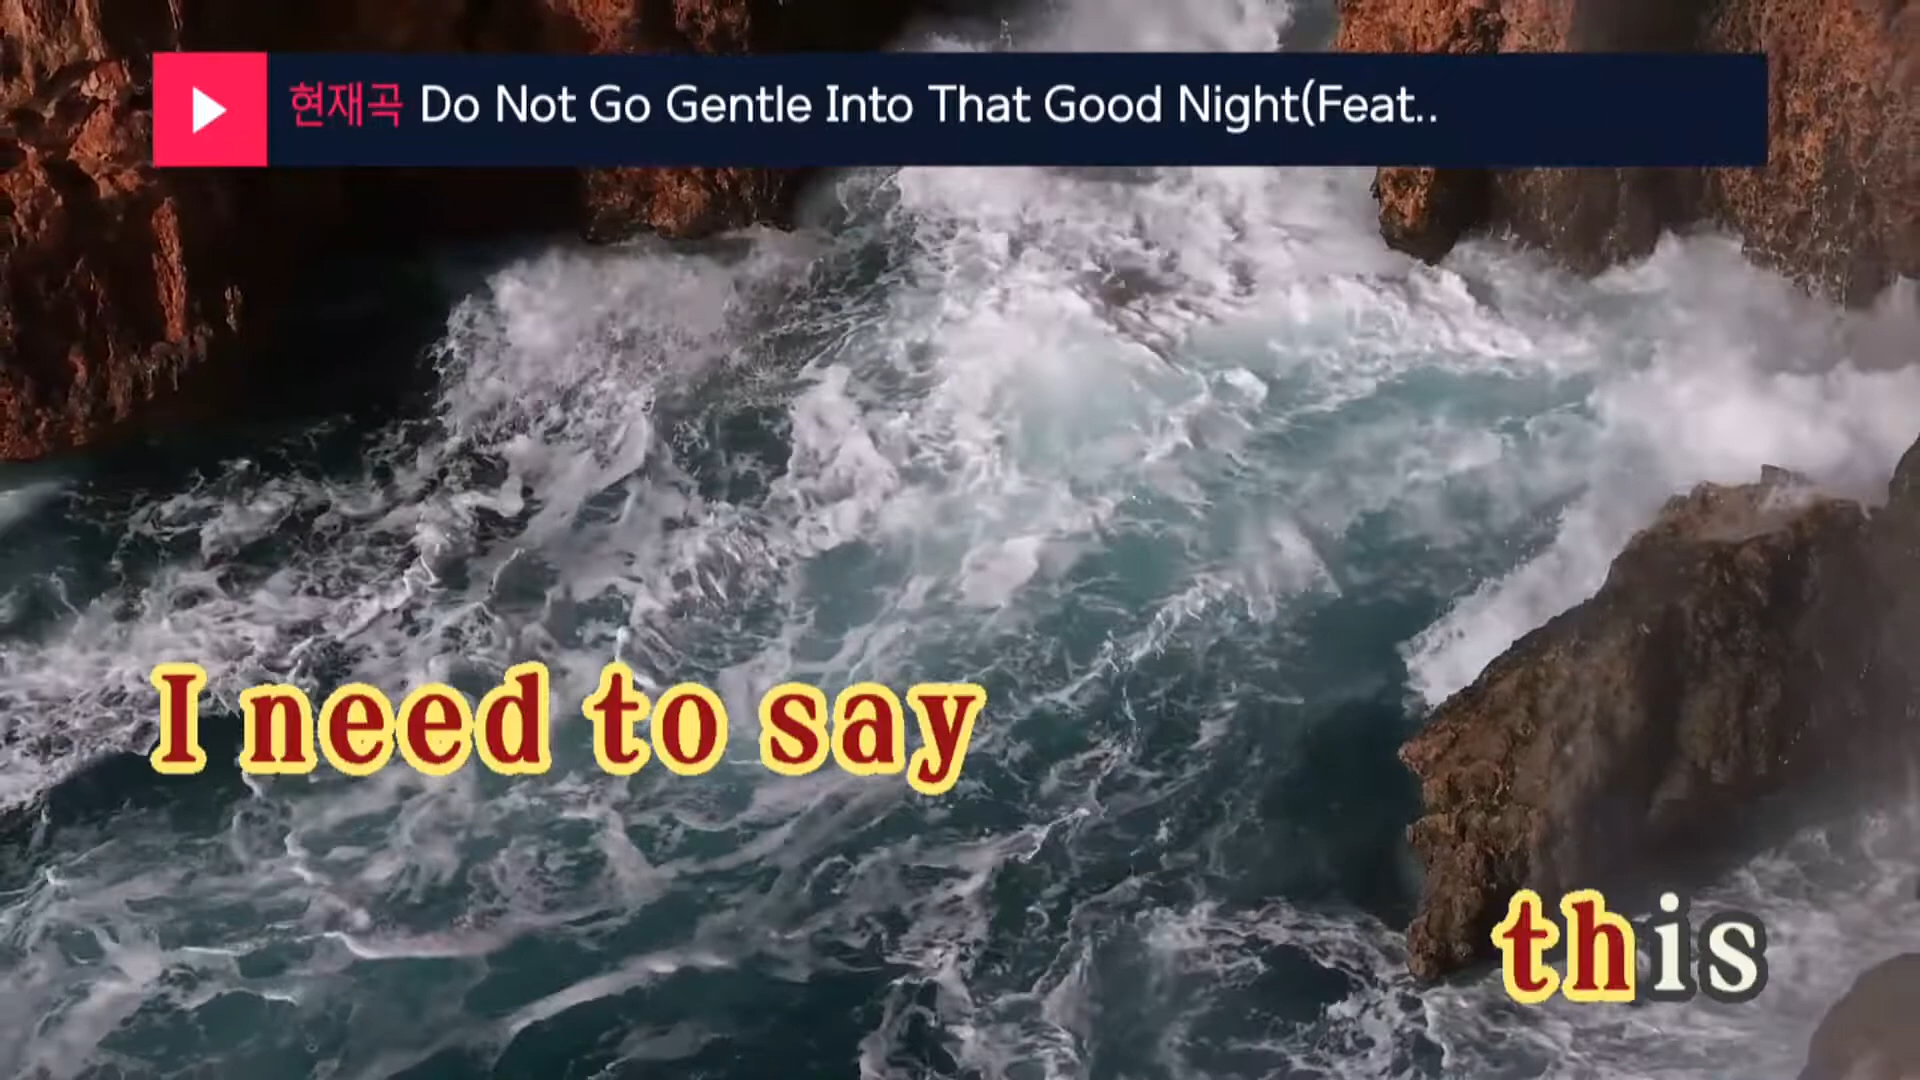 현재곡 Do Not Go Gentle Into That Good Night(Feat..
I need to say
this